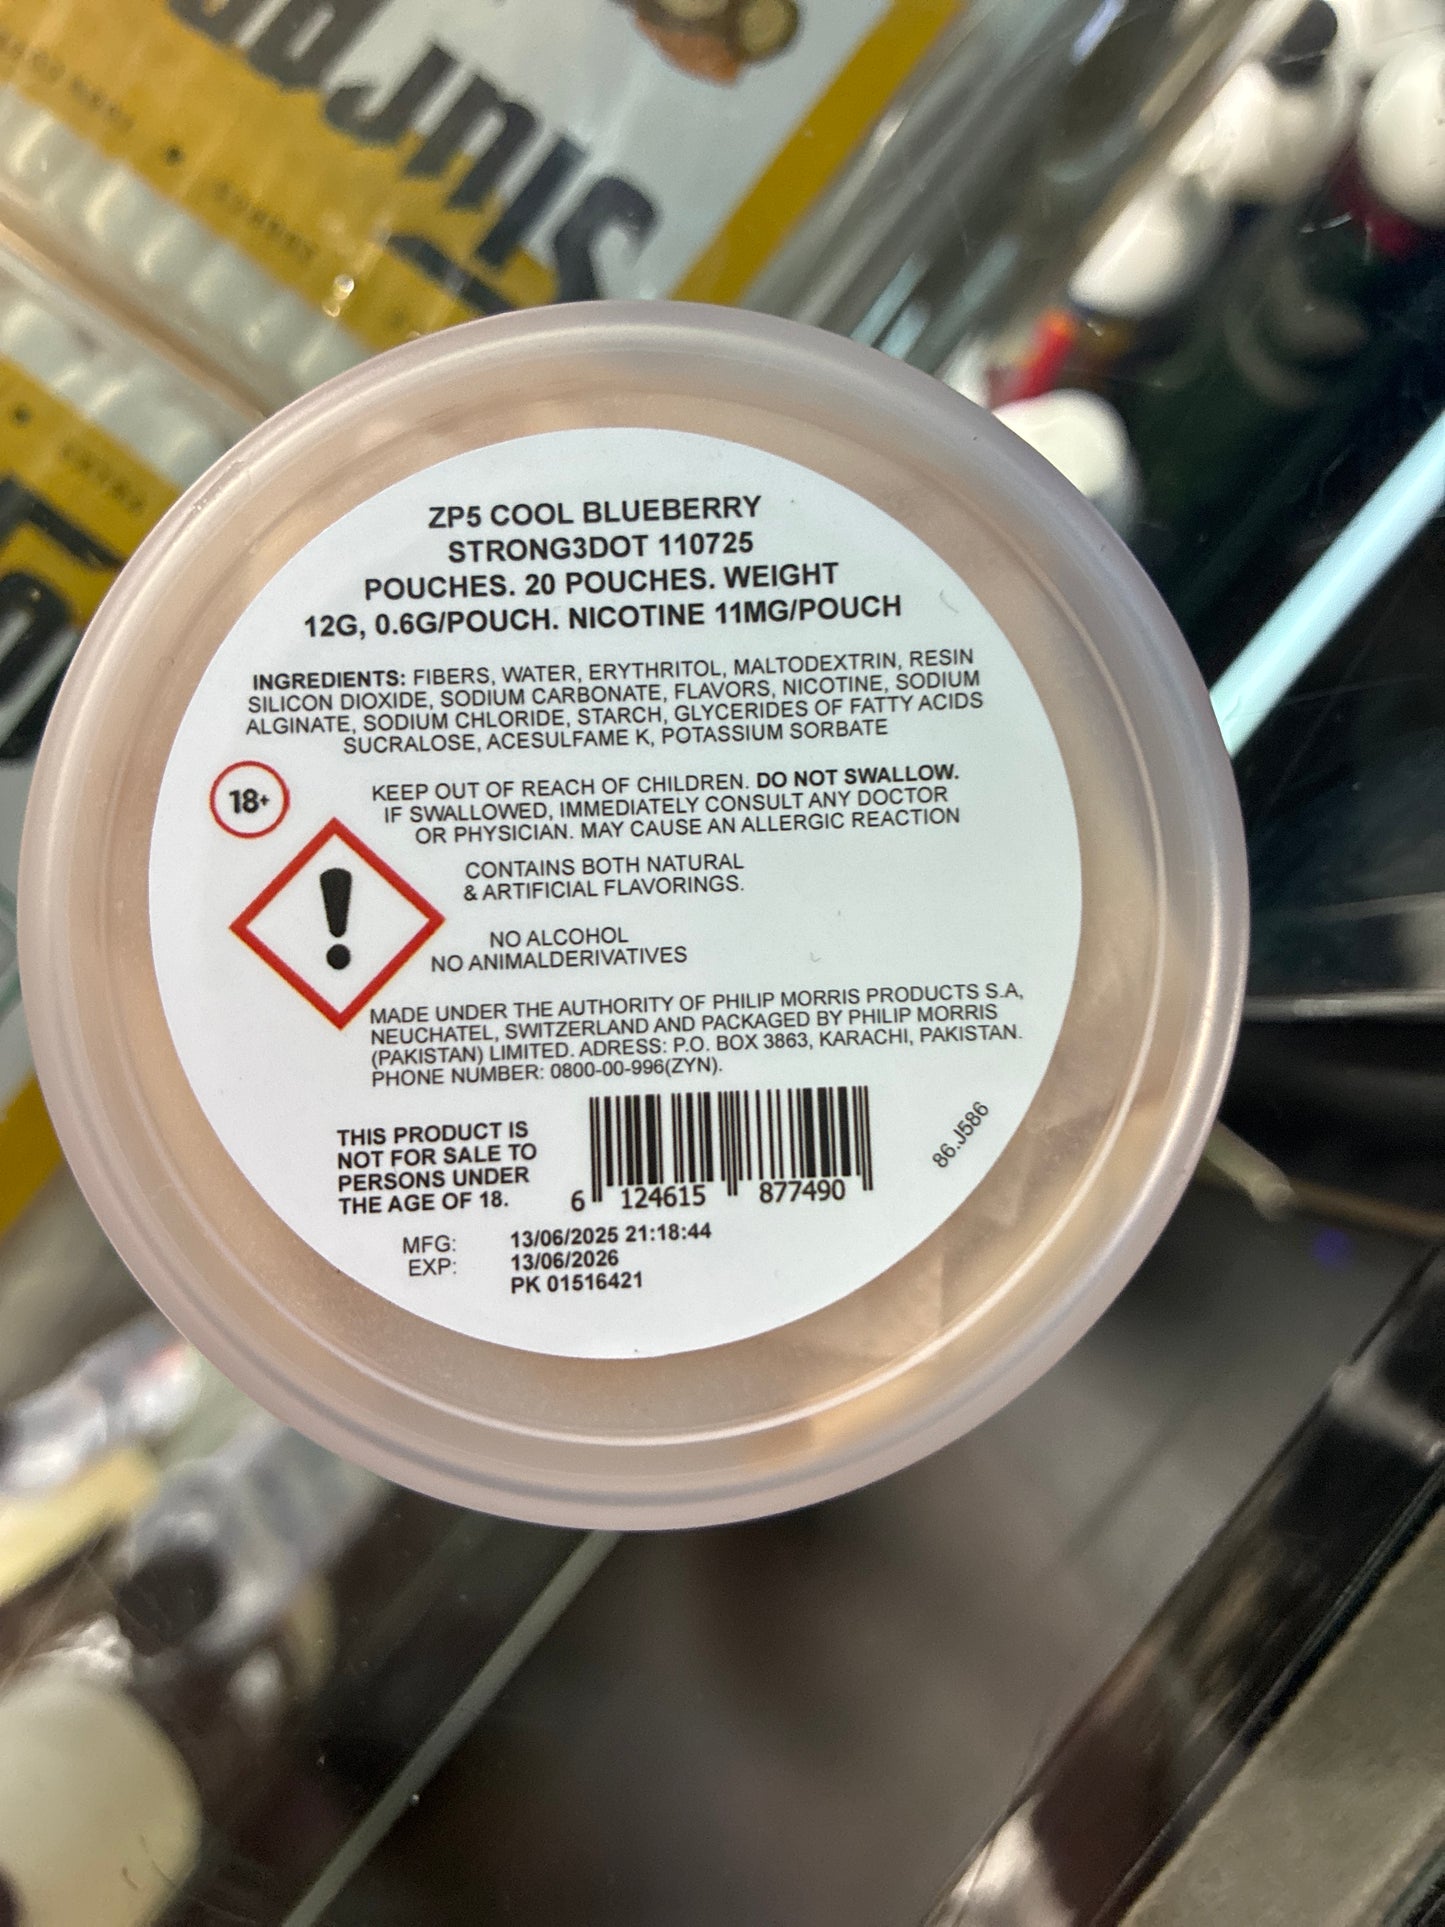 ZP5 COOL BLUEBERRY
STRONG3DOT 110725
POUCHES. 20 POUCHES. WEIGHT
12G, 0.6G/POUCH. NICOTINE 11MG/POUCH
INGREDIENTS: FIBERS, WATER, ERYTHRITOL, MALTODEXTRIN, RESIN
SILICON DIOXIDE, SODIUM CARBONATE, FLAVORS, NICOTINE, SODIUM
ALGINATE, SODIUM CHLORIDE, STARCH, GLYCERIDES OF FATTY ACIDS
SUCRALOSE, ACESULFAME K, POTASSIUM SORBATE
18+
KEEP OUT OF REACH OF CHILDREN. DO NOT SWALLOW.
IF SWALLOWED, IMMEDIATELY CONSULT ANY DOCTOR
OR PHYSICIAN. MAY CAUSE AN ALLERGIC REACTION
CONTAINS BOTH NATURAL
& ARTIFICIAL FLAVORINGS.
NO ALCOHOL
NO ANIMALDERIVATIVES
MADE UNDER THE AUTHORITY OF PHILIP MORRIS PRODUCTS S.A,
NEUCHATEL, SWITZERLAND AND PACKAGED BY PHILIP MORRIS
(PAKISTAN) LIMITED. ADRESS: P.O. BOX 3863, KARACHI, PAKISTAN.
PHONE NUMBER: 0800-00-996(ZYN).
THIS PRODUCT IS
NOT FOR SALE TO
PERSONS UNDER
THE AGE OF 18.
6 124615 877490
86.J586
MFG: 13/06/2025 21:18:44
EXP: 13/06/2026
PK 01516421